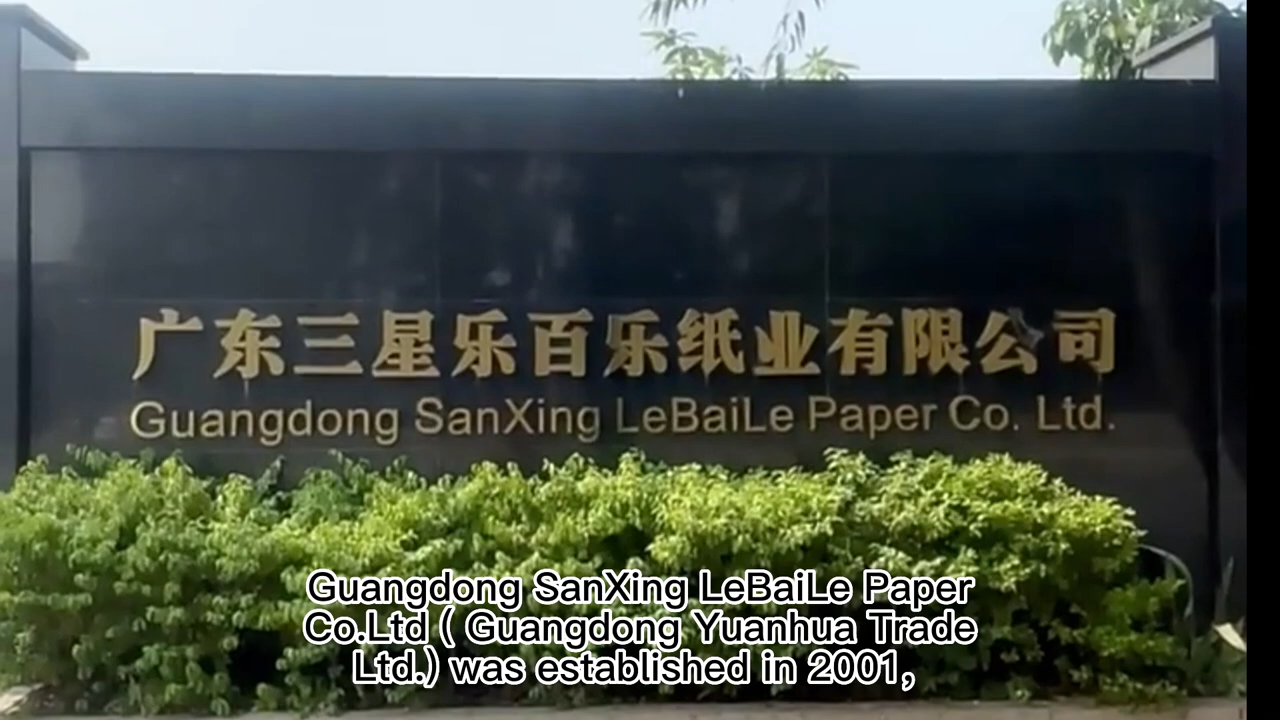 广东三星乐百乐纸业有限公司
Guangdong SanXing LeBaiLe Paper Co. Ltd.
Guangdong SanXing LeBaiLe Paper
Co.Ltd ( Guangdong Yuanhua Trade
Ltd.) was established in 2001,